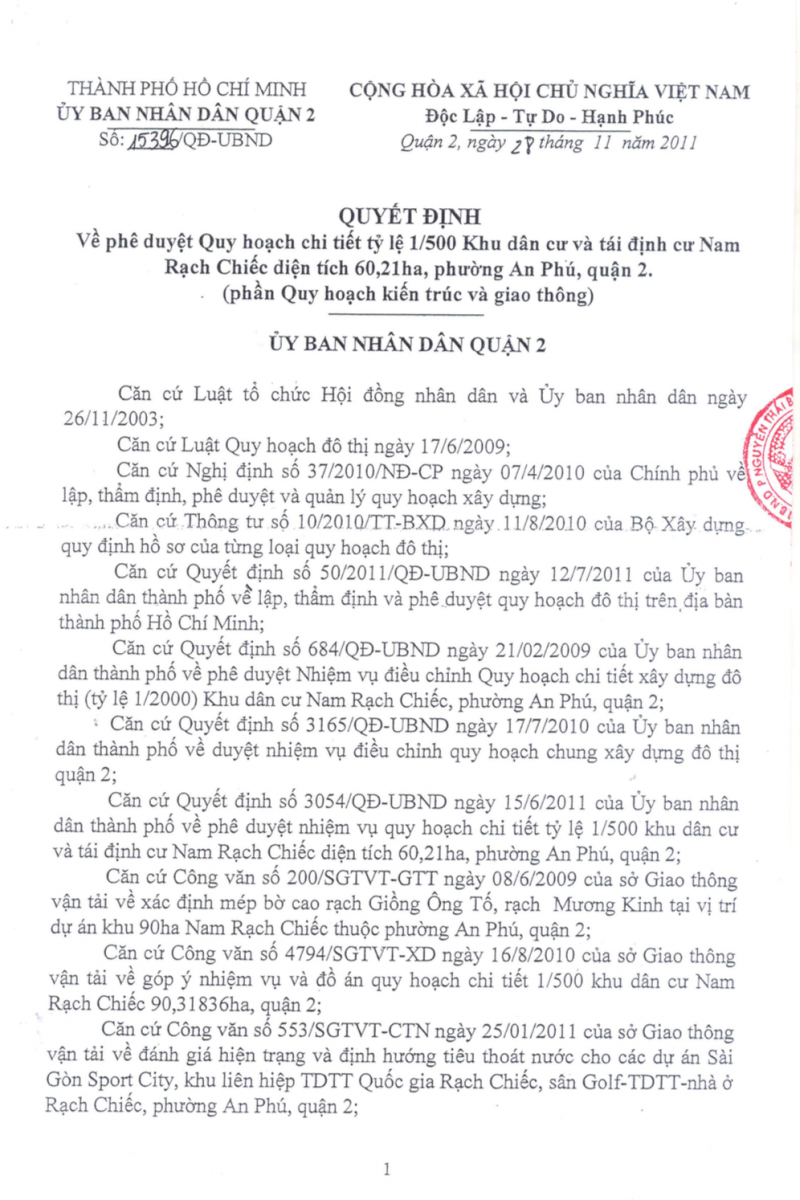 THÀNH PHỐ HỒ CHÍ MINH
ỦY BAN NHÂN DÂN QUẬN 2
Số: 15396/QĐ-UBND
CỘNG HÒA XÃ HỘI CHỦ NGHĨA VIỆT NAM
Độc Lập - Tự Do - Hạnh Phúc
Quận 2, ngày 28 tháng 11 năm 2011
QUYẾT ĐỊNH
Về phê duyệt Quy hoạch chi tiết tỷ lệ 1/500 Khu dân cư và tái định cư Nam
Rạch Chiếc diện tích 60,21ha, phường An Phú, quận 2.
(phần Quy hoạch kiến trúc và giao thông)
ỦY BAN NHÂN DÂN QUẬN 2
Căn cứ Luật tổ chức Hội đồng nhân dân và Ủy ban nhân dân ngày
26/11/2003;
Căn cứ Luật Quy hoạch đô thị ngày 17/6/2009;
Căn cứ Nghị định số 37/2010/NĐ-CP ngày 07/4/2010 của Chính phủ về
lập, thẩm định, phê duyệt và quản lý quy hoạch xây dựng;
Căn cứ Thông tư số 10/2010/TT-BXD ngày 11/8/2010 của Bộ Xây dựng
quy định hồ sơ của từng loại quy hoạch đô thị;
Căn cứ Quyết định số 50/2011/QĐ-UBND ngày 12/7/2011 của Ủy ban
nhân dân thành phố về lập, thẩm định và phê duyệt quy hoạch đô thị trên địa bàn
thành phố Hồ Chí Minh;
Căn cứ Quyết định số 684/QĐ-UBND ngày 21/02/2009 của Ủy ban nhân
dân thành phố về phê duyệt Nhiệm vụ điều chỉnh Quy hoạch chi tiết xây dựng đô
thị (tỷ lệ 1/2000) Khu dân cư Nam Rạch Chiếc, phường An Phú, quận 2;
Căn cứ Quyết định số 3165/QĐ-UBND ngày 17/7/2010 của Ủy ban nhân
dân thành phố về duyệt nhiệm vụ điều chỉnh quy hoạch chung xây dựng đô thị
quận 2;
Căn cứ Quyết định số 3054/QĐ-UBND ngày 15/6/2011 của Ủy ban nhân
dân thành phố về phê duyệt nhiệm vụ quy hoạch chi tiết tỷ lệ 1/500 khu dân cư
và tái định cư Nam Rạch Chiếc diện tích 60,21ha, phường An Phú, quận 2;
Căn cứ Công văn số 200/SGTVT-GTT ngày 08/6/2009 của sở Giao thông
vận tải về xác định mép bờ cao rạch Giồng Ông Tố, rạch Mương Kinh tại vị trí
dự án khu 90ha Nam Rạch Chiếc thuộc phường An Phú, quận 2;
Căn cứ Công văn số 4794/SGTVT-XD ngày 16/8/2010 của sở Giao thông
vận tải về góp ý nhiệm vụ và đồ án quy hoạch chi tiết 1/500 khu dân cư Nam
Rạch Chiếc 90,31836ha, quận 2;
Căn cứ Công văn số 553/SGTVT-CTN ngày 25/01/2011 của sở Giao thông
vận tải về đánh giá hiện trạng và định hướng tiêu thoát nước cho các dự án Sài
Gòn Sport City, khu liên hiệp TDTT Quốc gia Rạch Chiếc, sân Golf-TDTT-nhà ở
Rạch Chiếc, phường An Phú, quận 2;
1